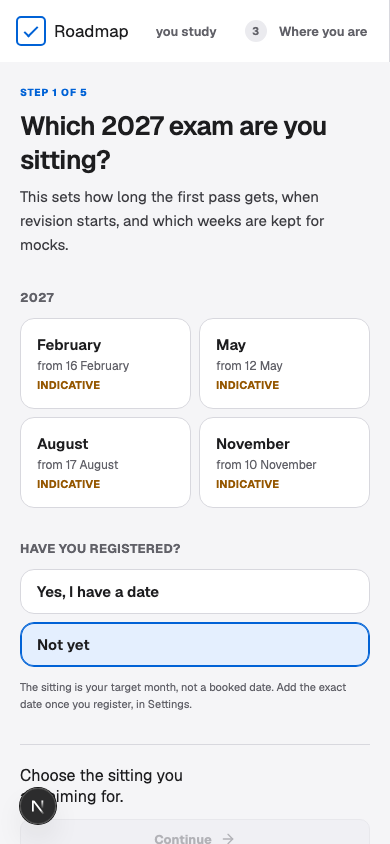 Roadmap
you study
3 Where you are
STEP 1 OF 5
Which 2027 exam are you
sitting?
This sets how long the first pass gets, when
revision starts, and which weeks are kept for
mocks.
2027
February
from 16 February
INDICATIVE
May
from 12 May
INDICATIVE
August
from 17 August
INDICATIVE
November
from 10 November
INDICATIVE
HAVE YOU REGISTERED?
Yes, I have a date
Not yet
The sitting is your target month, not a booked date. Add the exact
date once you register, in Settings.
Choose the sitting you
aiming for.
N
Continue